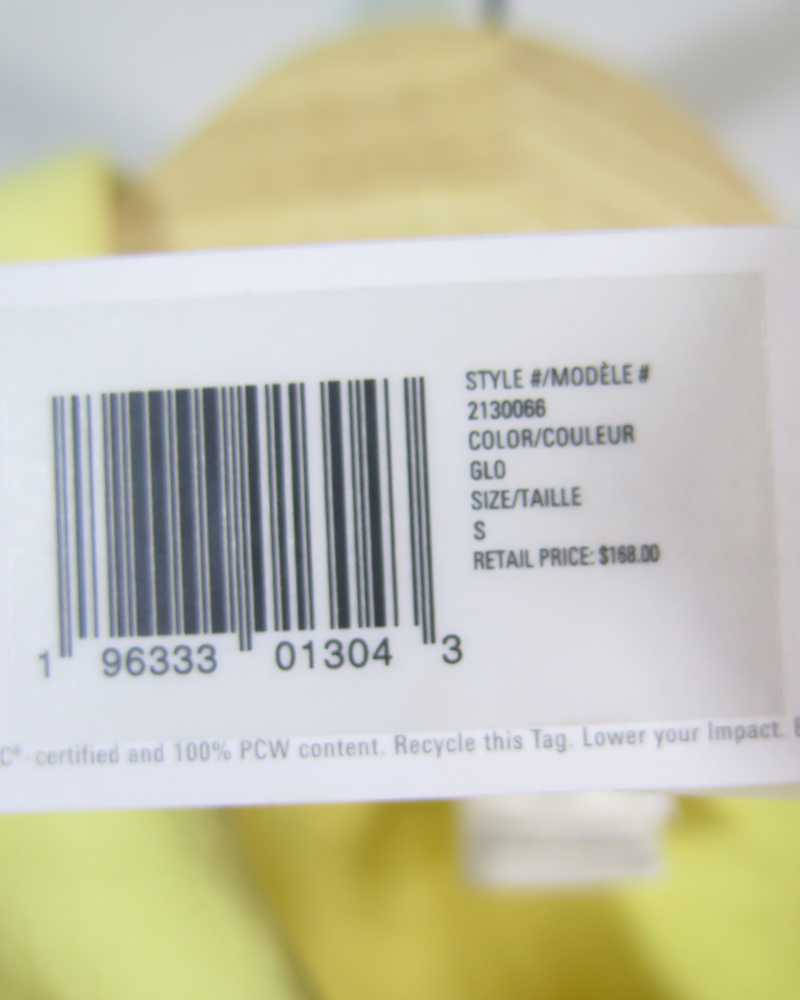 STYLE #/MODÈLE #
2130066
COLOR/COULEUR
GLO
SIZE/TAILLE
S
RETAIL PRICE: $168.00
1 96333 01304 3
C®-certified and 100% PCW content. Recycle this Tag. Lower your Impact.